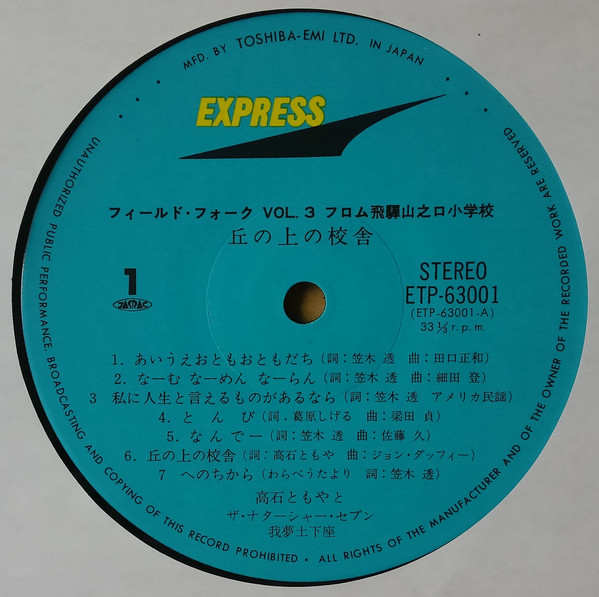 MFD. BY TOSHIBA-EMI LTD. IN JAPAN
EXPRESS
フィールド・フォーク VOL. 3 フロム飛驒山之口小学校
丘の上の校舎
1
JASRAC
STEREO
ETP-63001
(ETP-63001-A)
33 1/3 r.p.m.
1. あいうえおともおともだち (詞:笠木 透 曲:田口正和)
2. なーむ なーめん なーらん (詞:笠木 透 曲:細田 登)
3 私に人生と言えるものがあるなら (詞:笠木 透 アメリカ民謡)
4. と ん び (詞.葛原しげる 曲:梁田 貞)
5. な ん で ー (詞:笠木 透 曲:佐藤 久)
6. 丘の上の校舎 (詞:高石ともや 曲:ジョン・ダッフィー)
7 へのちから (わらべうたより 詞:笠木 透)
高石ともやと
ザ・ナターシャー・セブン
我夢土下座
UNAUTHORIZED PUBLIC PERFORMANCE, BROADCASTING AND COPYING OF THIS RECORD PROHIBITED • ALL RIGHTS OF THE MANUFACTURER AND OF THE OWNER OF THE RECORDED WORK ARE RESERVED